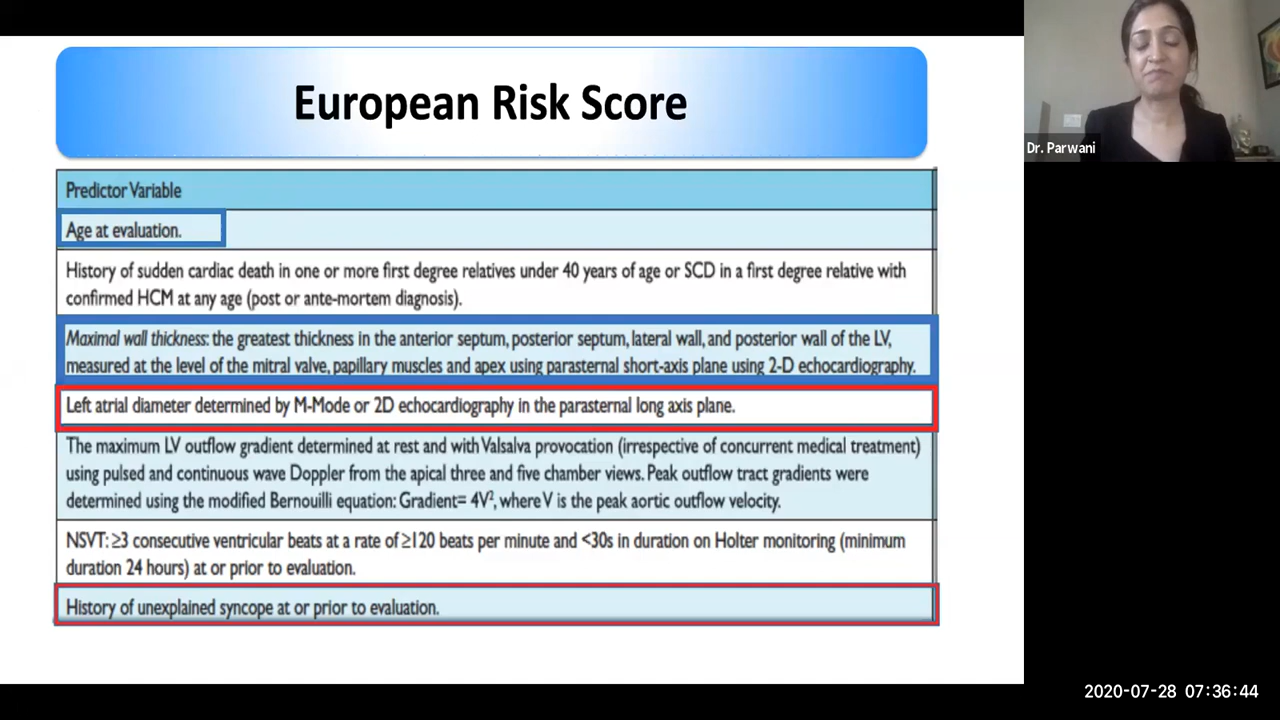 European Risk Score
Dr. Parwani
Predictor Variable
Age at evaluation.
History of sudden cardiac death in one or more first degree relatives under 40 years of age or SCD in a first degree relative with
confirmed HCM at any age (post or ante-mortem diagnosis).
Maximal wall thickness: the greatest thickness in the anterior septum, posterior septum, lateral wall, and posterior wall of the LV,
measured at the level of the mitral valve, papillary muscles and apex using parasternal short-axis plane using 2-D echocardiography.
Left atrial diameter determined by M-Mode or 2D echocardiography in the parasternal long axis plane.
The maximum LV outflow gradient determined at rest and with Valsalva provocation (irrespective of concurrent medical treatment)
using pulsed and continuous wave Doppler from the apical three and five chamber views. Peak outflow tract gradients were
determined using the modified Bernouilli equation: Gradient= 4V², where V is the peak aortic outflow velocity.
NSVT: ≥3 consecutive ventricular beats at a rate of ≥120 beats per minute and <30s in duration on Holter monitoring (minimum
duration 24 hours) at or prior to evaluation.
History of unexplained syncope at or prior to evaluation.
2020-07-28 07:36:44